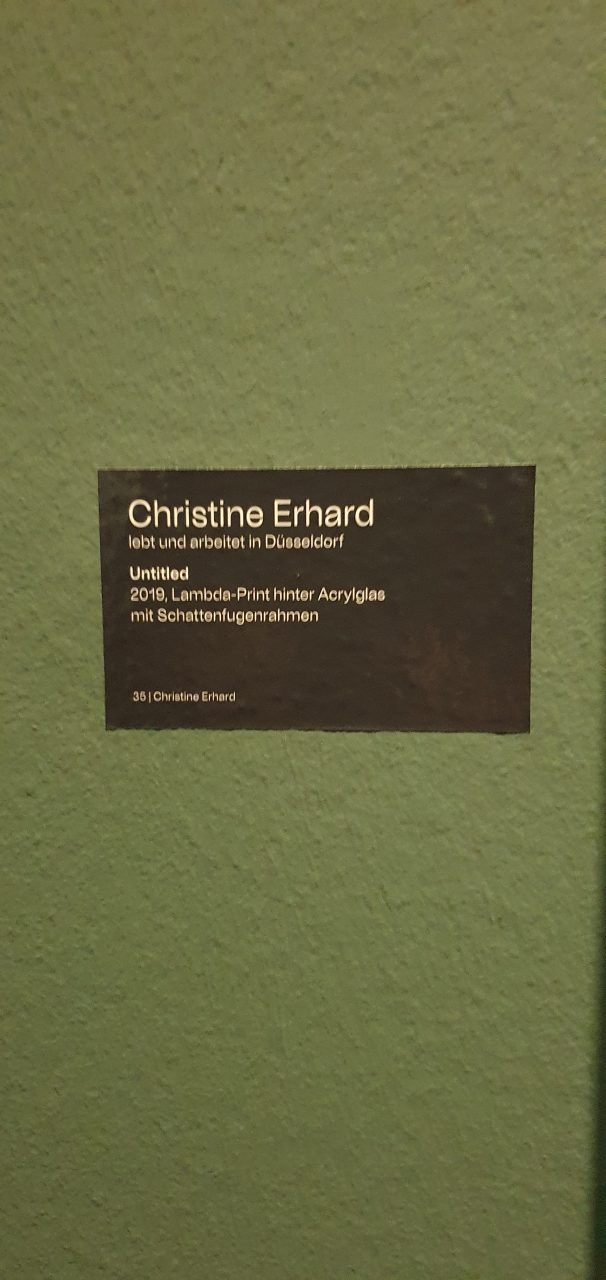 Christine Erhard
lebt und arbeitet in Düsseldorf
Untitled
2019, Lambda-Print hinter Acrylglas
mit Schattenfugenrahmen
35 | Christine Erhard